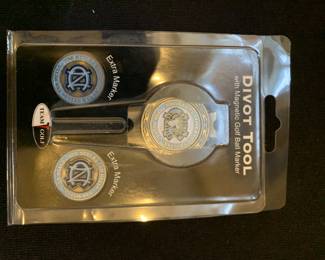 DIVOT TOOL
with Magnetic Golf Ball Marker
Extra Marker
Extra Marker
TEAM
GOLF